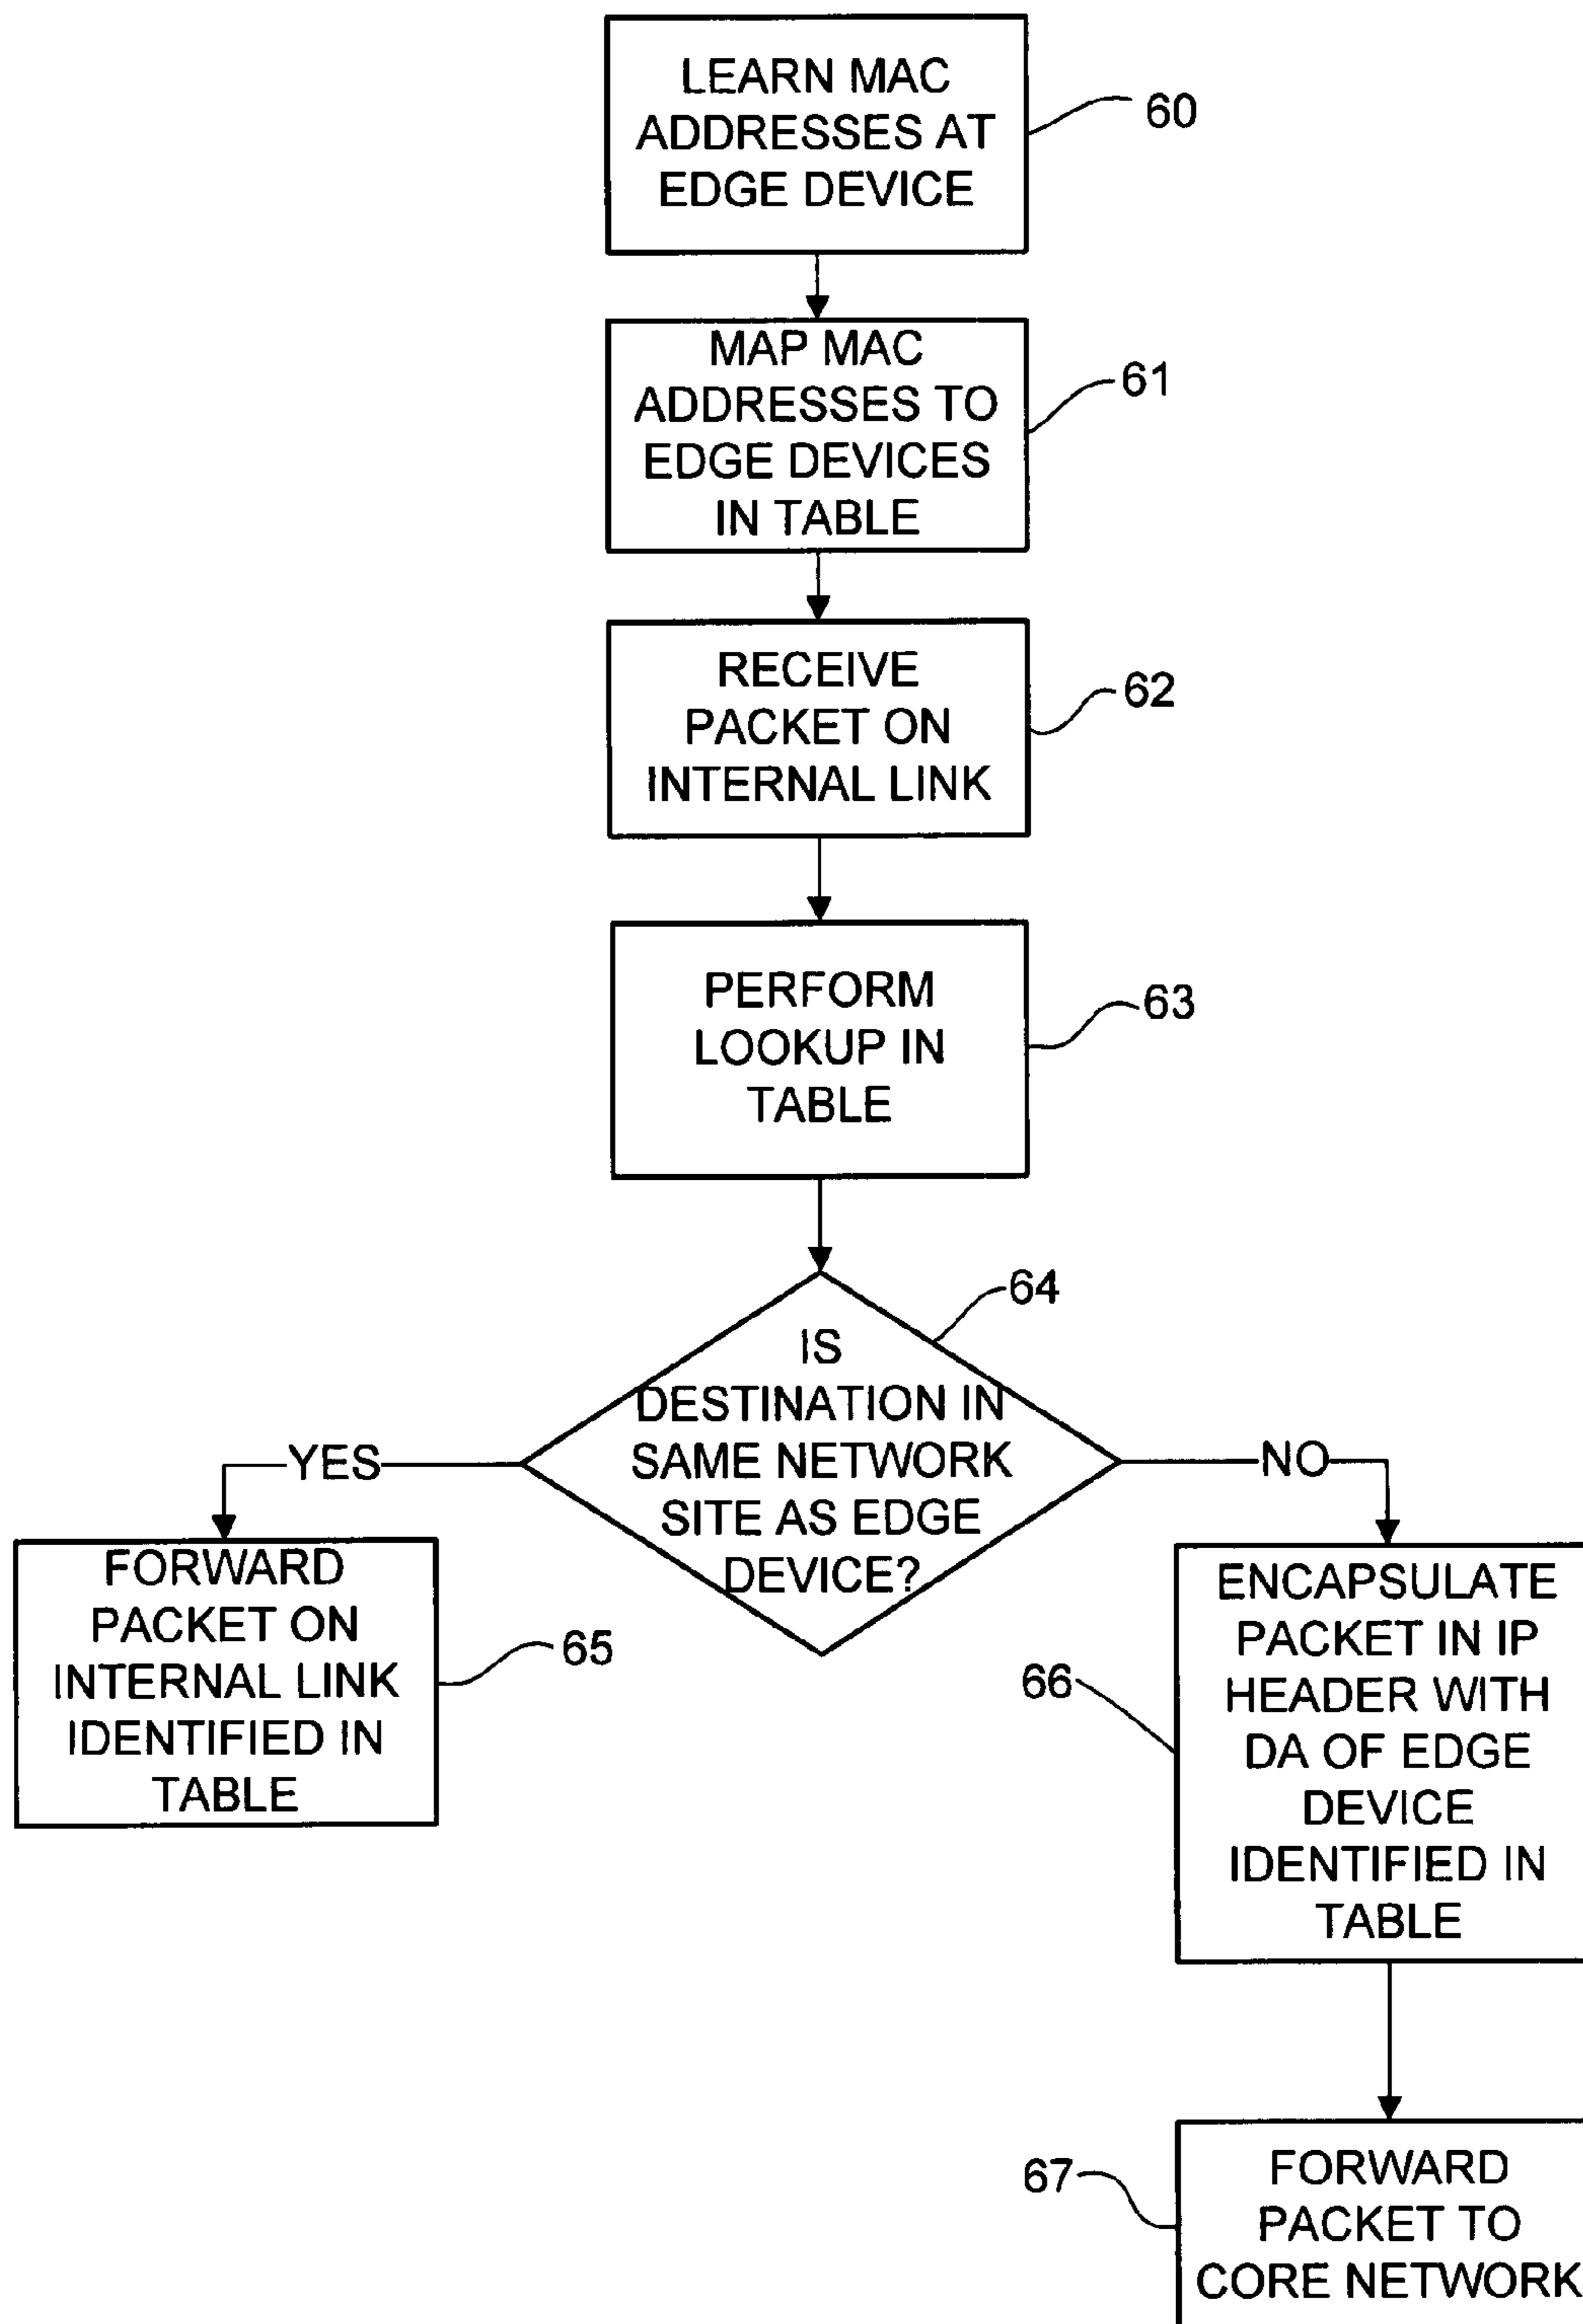 LEARN MAC
ADDRESSES AT
EDGE DEVICE
60
MAP MAC
ADDRESSES TO
EDGE DEVICES
IN TABLE
61
RECEIVE
PACKET ON
INTERNAL LINK
62
PERFORM
LOOKUP IN
TABLE
63
64
IS
DESTINATION IN
SAME NETWORK
SITE AS EDGE
DEVICE?
YES
NO
FORWARD
PACKET ON
INTERNAL LINK
IDENTIFIED IN
TABLE
65
66
ENCAPSULATE
PACKET IN IP
HEADER WITH
DA OF EDGE
DEVICE
IDENTIFIED IN
TABLE
67
FORWARD
PACKET TO
CORE NETWORK